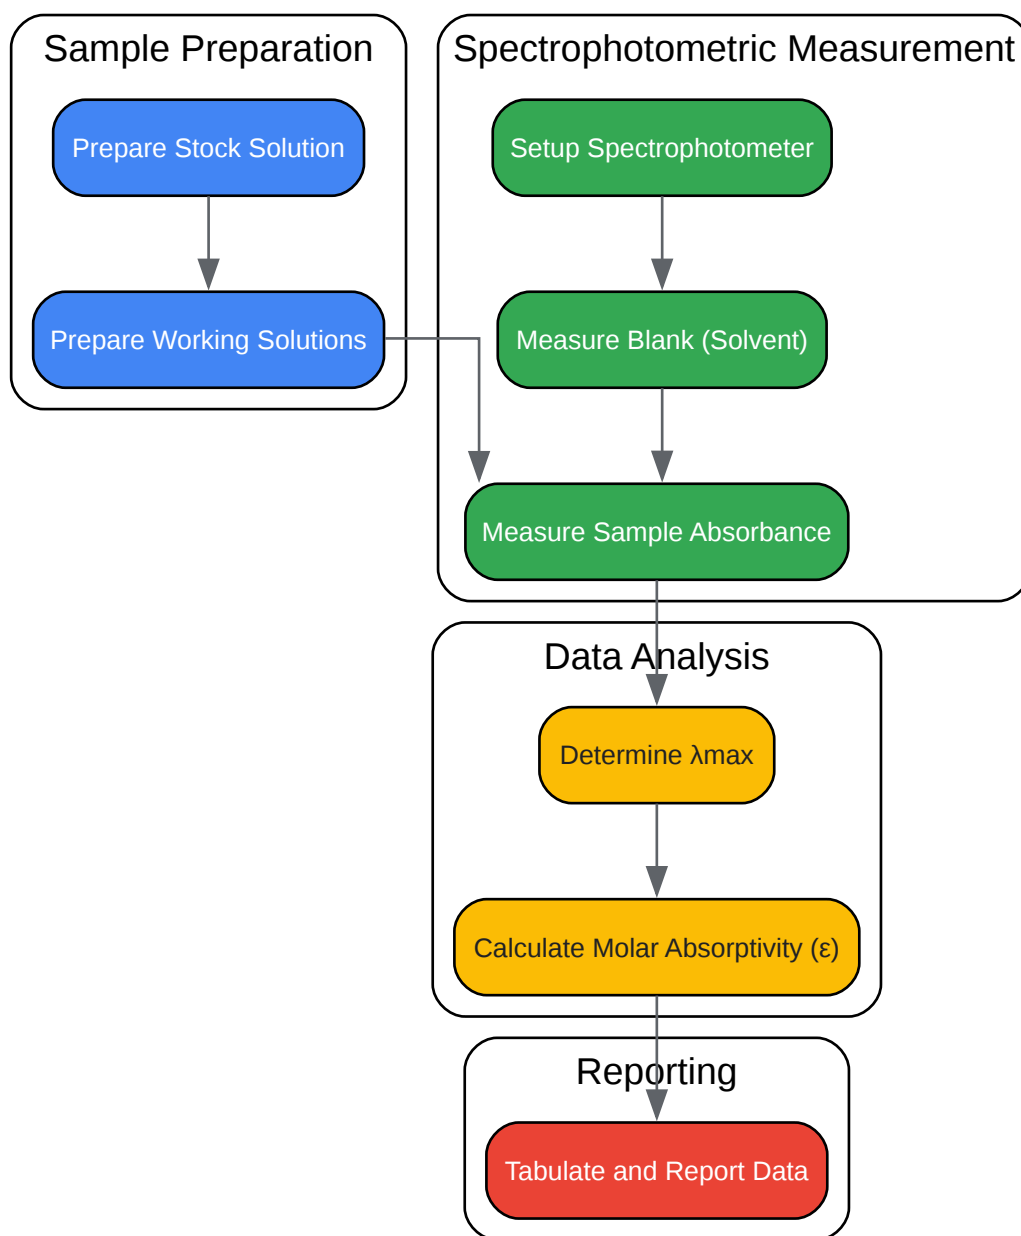 Sample Preparation
Prepare Stock Solution
Prepare Working Solutions
Spectrophotometric Measurement
Setup Spectrophotometer
Measure Blank (Solvent)
Measure Sample Absorbance
Data Analysis
Determine λmax
Calculate Molar Absorptivity (ε)
Reporting
Tabulate and Report Data